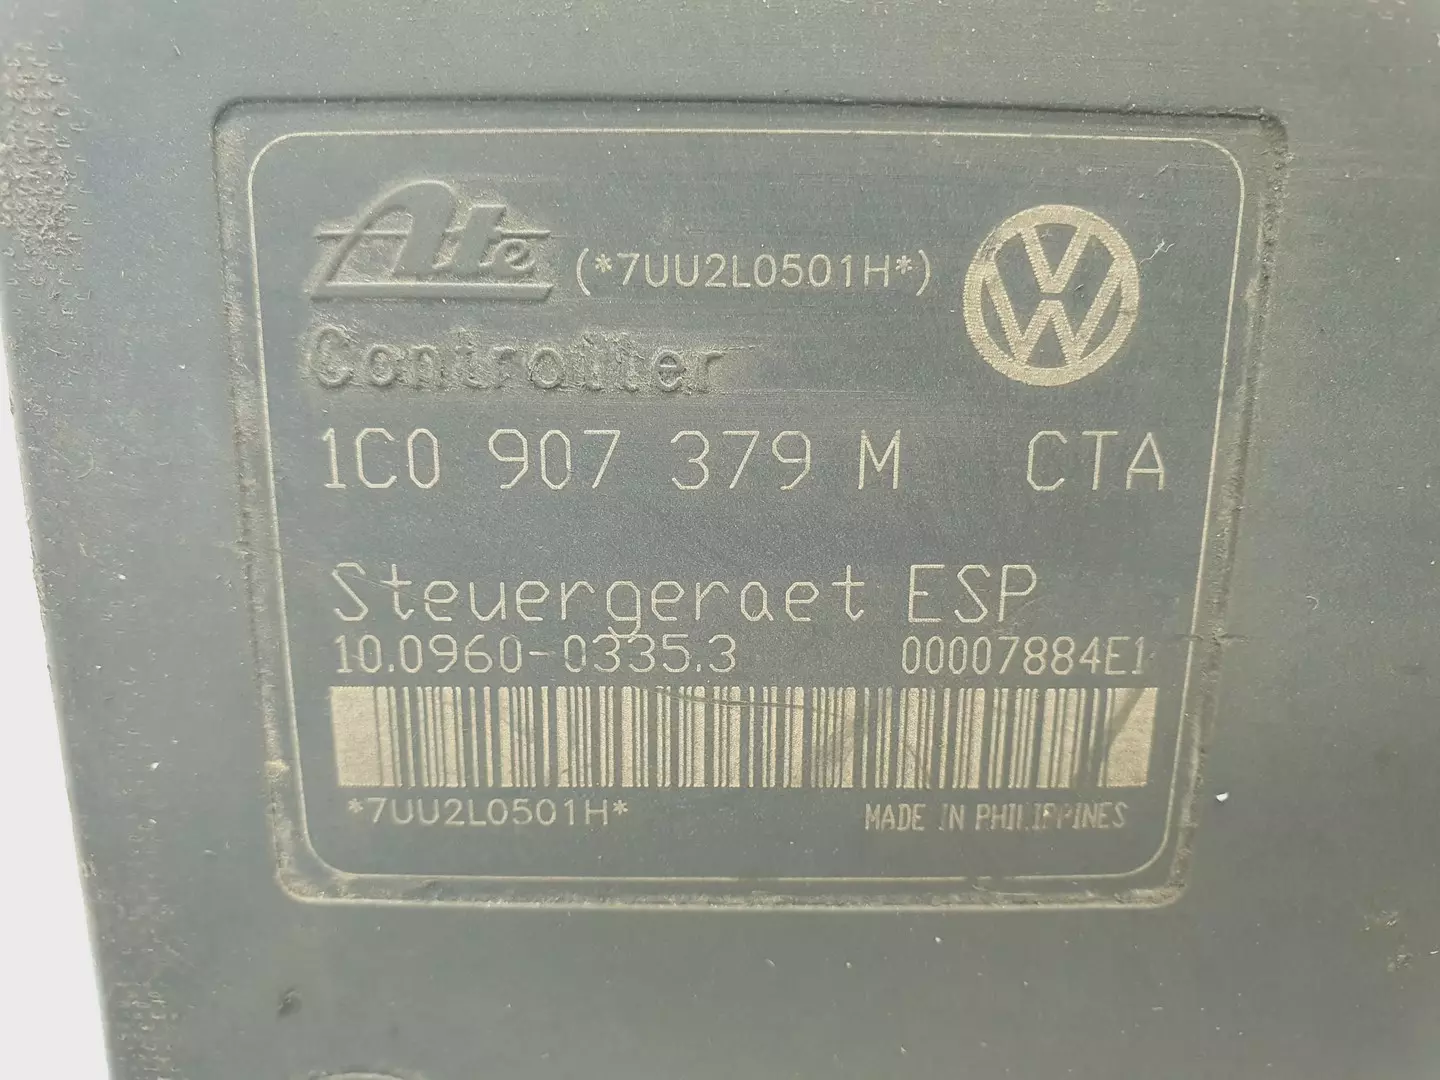 Ate (*7UU2L0501H*)
Controller
1C0 907 379 M CTA
Steuergeraet ESP
10.0960-0335.3 00007884E1
*7UU2L0501H* MADE IN PHILIPPINES